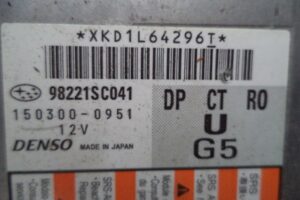 *XKD1L64296T*
98221SC041 DP CT RO
150300-0951 U
12V G5
DENSO MADE IN JAPAN